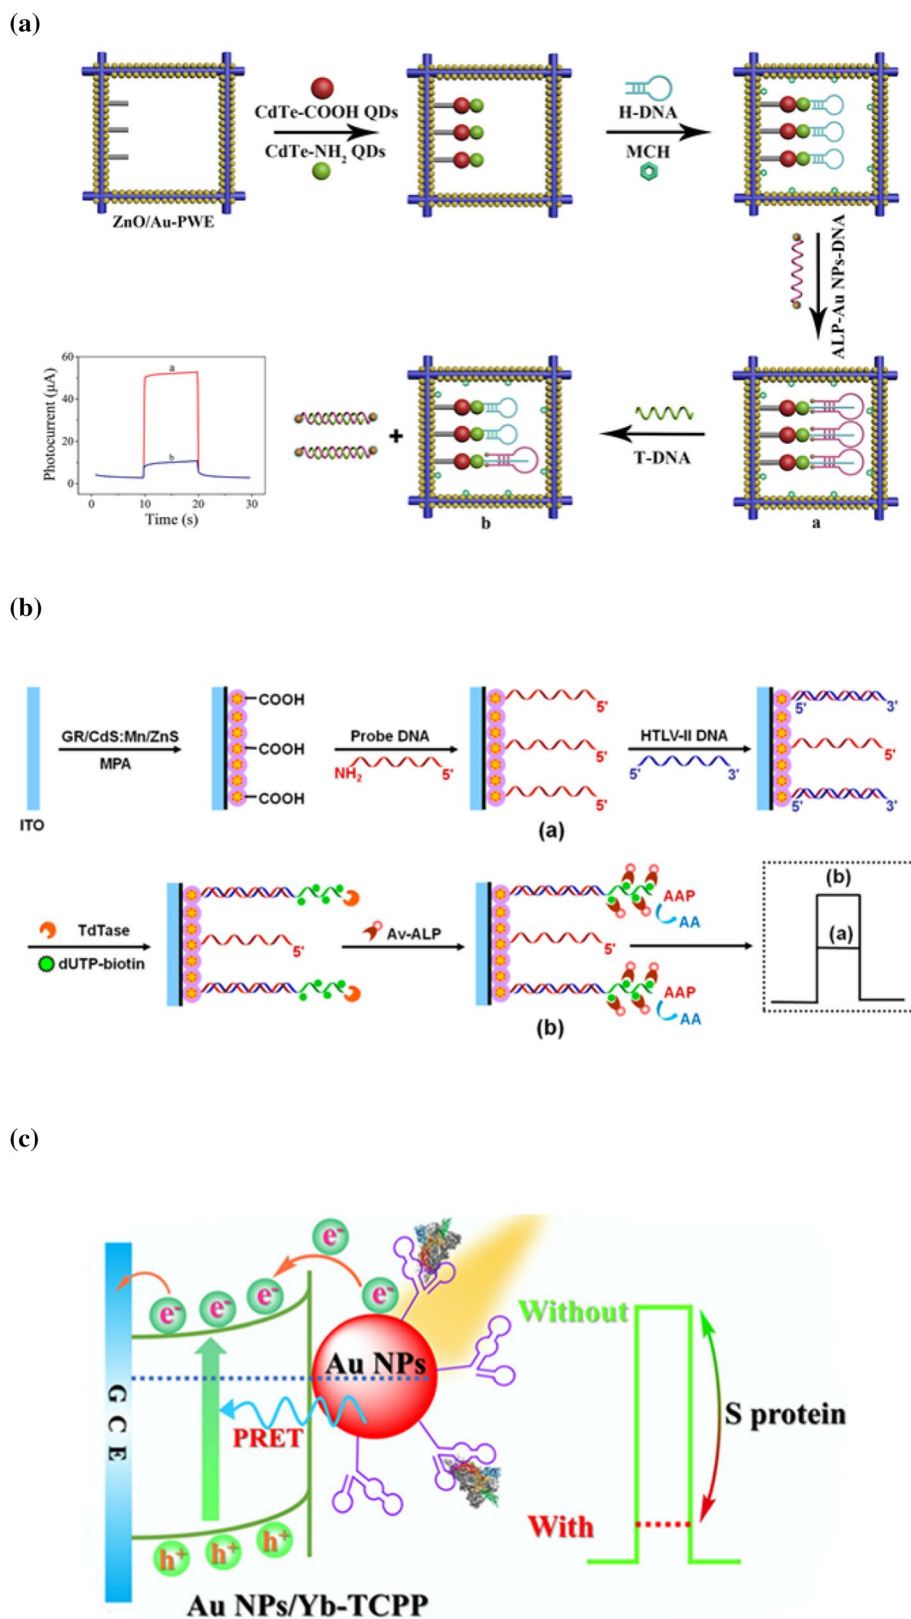 (a)
CdTe-COOH QDs
CdTe-NH2 QDs
ZnO/Au-PWE
H-DNA
MCH
ALP-Au NPs-DNA
60
40
20
0
Photocurrent (μA)
a
b
0 10 20 30
Time (s)
+
T-DNA
b
a
(b)
ITO
GR/CdS:Mn/ZnS
MPA
COOH
COOH
COOH
Probe DNA
NH2 5'
5'
5'
5'
(a)
HTLV-II DNA
5' 3'
5' 3'
5'
5' 3'
TdTase
dUTP-biotin
5'
Av-ALP
AAP
AA
5'
AAP
AA
(b)
(b)
(a)
(c)
GCE
e-
e-
e-
e-
e-
Au NPs
PRET
h+
h+
h+
Au NPs/Yb-TCPP
Without
S protein
With